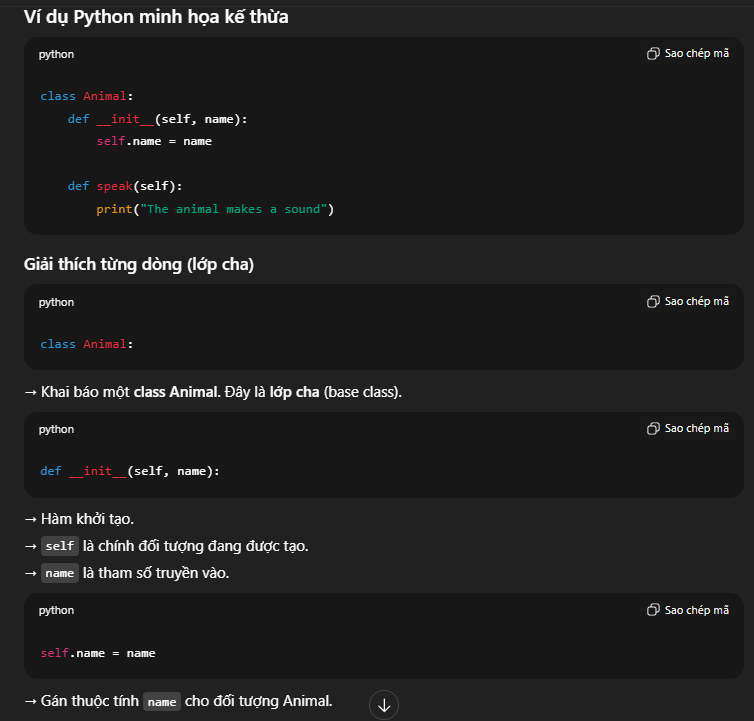 Ví dụ Python minh họa kế thừa
python
Sao chép mã
class Animal:
    def __init__(self, name):
        self.name = name
    def speak(self):
        print("The animal makes a sound")
Giải thích từng dòng (lớp cha)
python
Sao chép mã
class Animal:
→ Khai báo một class Animal. Đây là lớp cha (base class).
python
Sao chép mã
def __init__(self, name):
→ Hàm khởi tạo.
→ self là chính đối tượng đang được tạo.
→ name là tham số truyền vào.
python
Sao chép mã
self.name = name
→ Gán thuộc tính name cho đối tượng Animal.